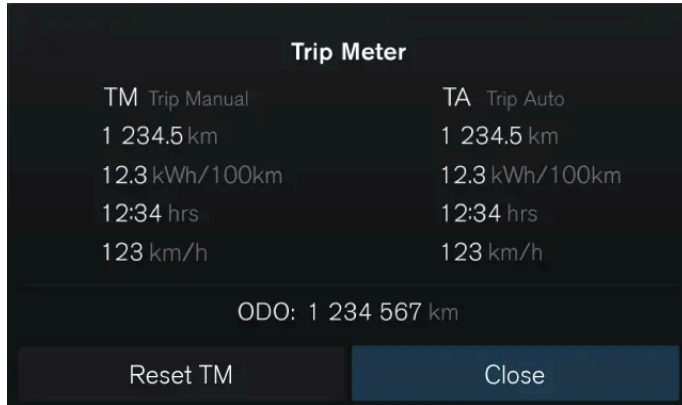 Trip Meter
TM Trip Manual
1 234.5 km
12.3 kWh/100km
12:34 hrs
123 km/h
TA Trip Auto
1 234.5 km
12.3 kWh/100km
12:34 hrs
123 km/h
ODO: 1 234 567 km
Reset TM
Close